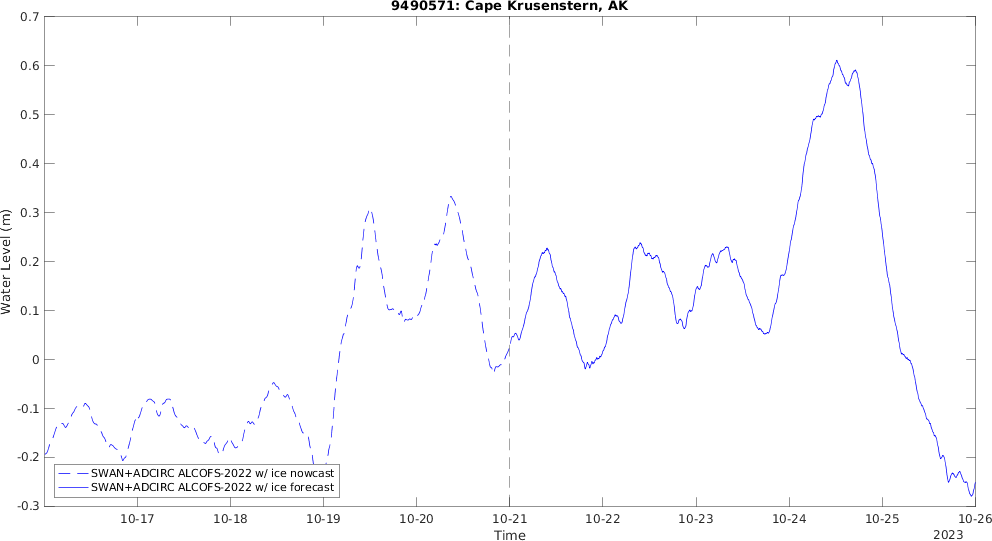 9490571: Cape Krusenstern, AK
0.7
0.6
0.5
0.4
0.3
0.2
0.1
0
-0.1
-0.2
-0.3
Water Level (m)
SWAN+ADCIRC ALCOFS-2022 w/ ice nowcast
SWAN+ADCIRC ALCOFS-2022 w/ ice forecast
10-17 10-18 10-19 10-20 10-21 10-22 10-23 10-24 10-25 10-26
Time
2023